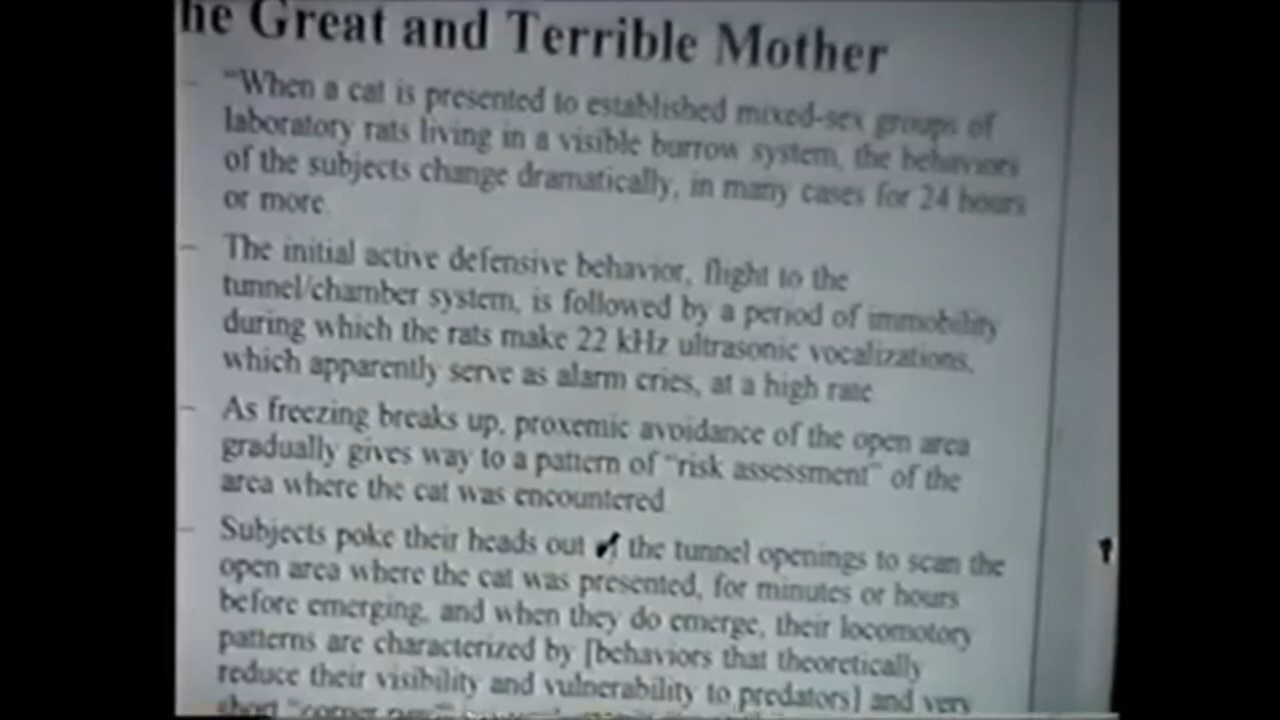 he Great and Terrible Mother
– "When a cat is presented to established mixed-sex groups of
laboratory rats living in a visible burrow system, the behaviors
of the subjects change dramatically, in many cases for 24 hours
or more.
– The initial active defensive behavior, flight to the
tunnel/chamber system, is followed by a period of immobility
during which the rats make 22 kHz ultrasonic vocalizations,
which apparently serve as alarm cries, at a high rate
– As freezing breaks up, proxemic avoidance of the open area
gradually gives way to a pattern of "risk assessment" of the
area where the cat was encountered
– Subjects poke their heads out of the tunnel openings to scan the
open area where the cat was presented, for minutes or hours
before emerging, and when they do emerge, their locomotory
patterns are characterized by [behaviors that theoretically
reduce their visibility and vulnerability to predators] and very
short "corner